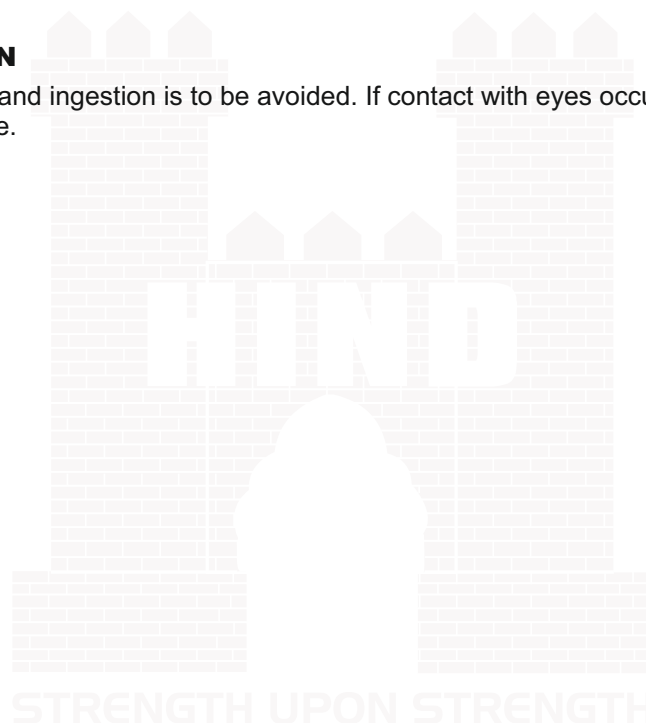 N
and ingestion is to be avoided. If contact with eyes occu
e.
HIND
STRENGTH UPON STRENGTH